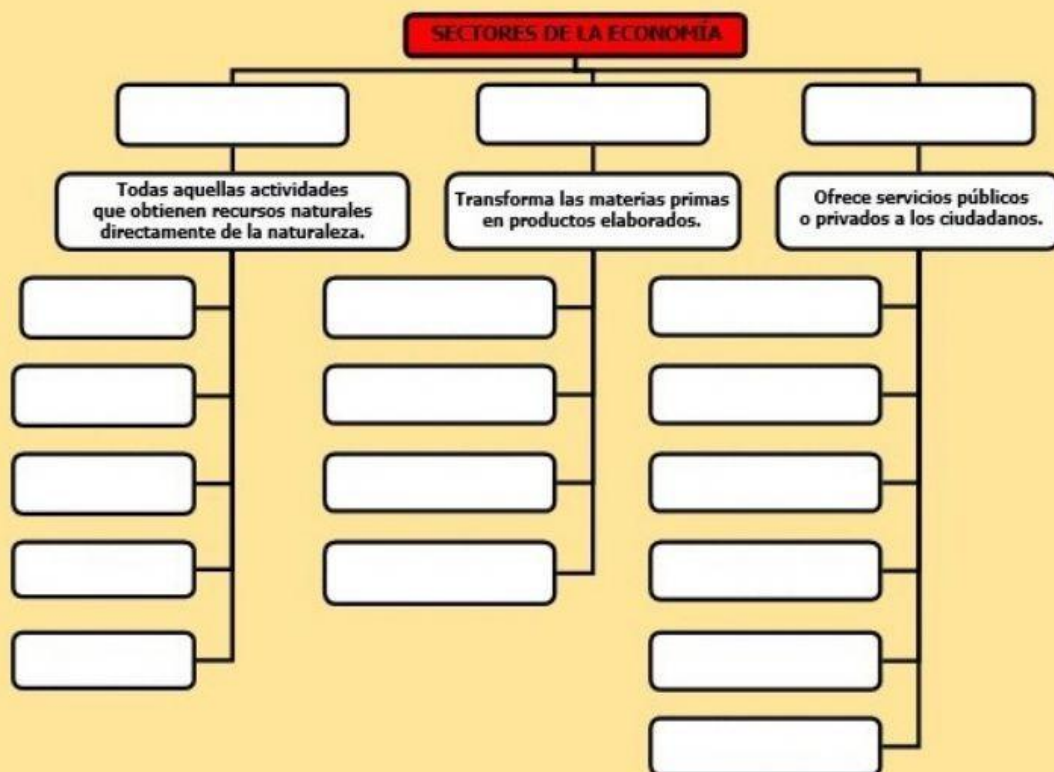 SECTORES DE LA ECONOMÍA
Todas aquellas actividades
que obtienen recursos naturales
directamente de la naturaleza.
Transforma las materias primas
en productos elaborados.
Ofrece servicios públicos
o privados a los ciudadanos.